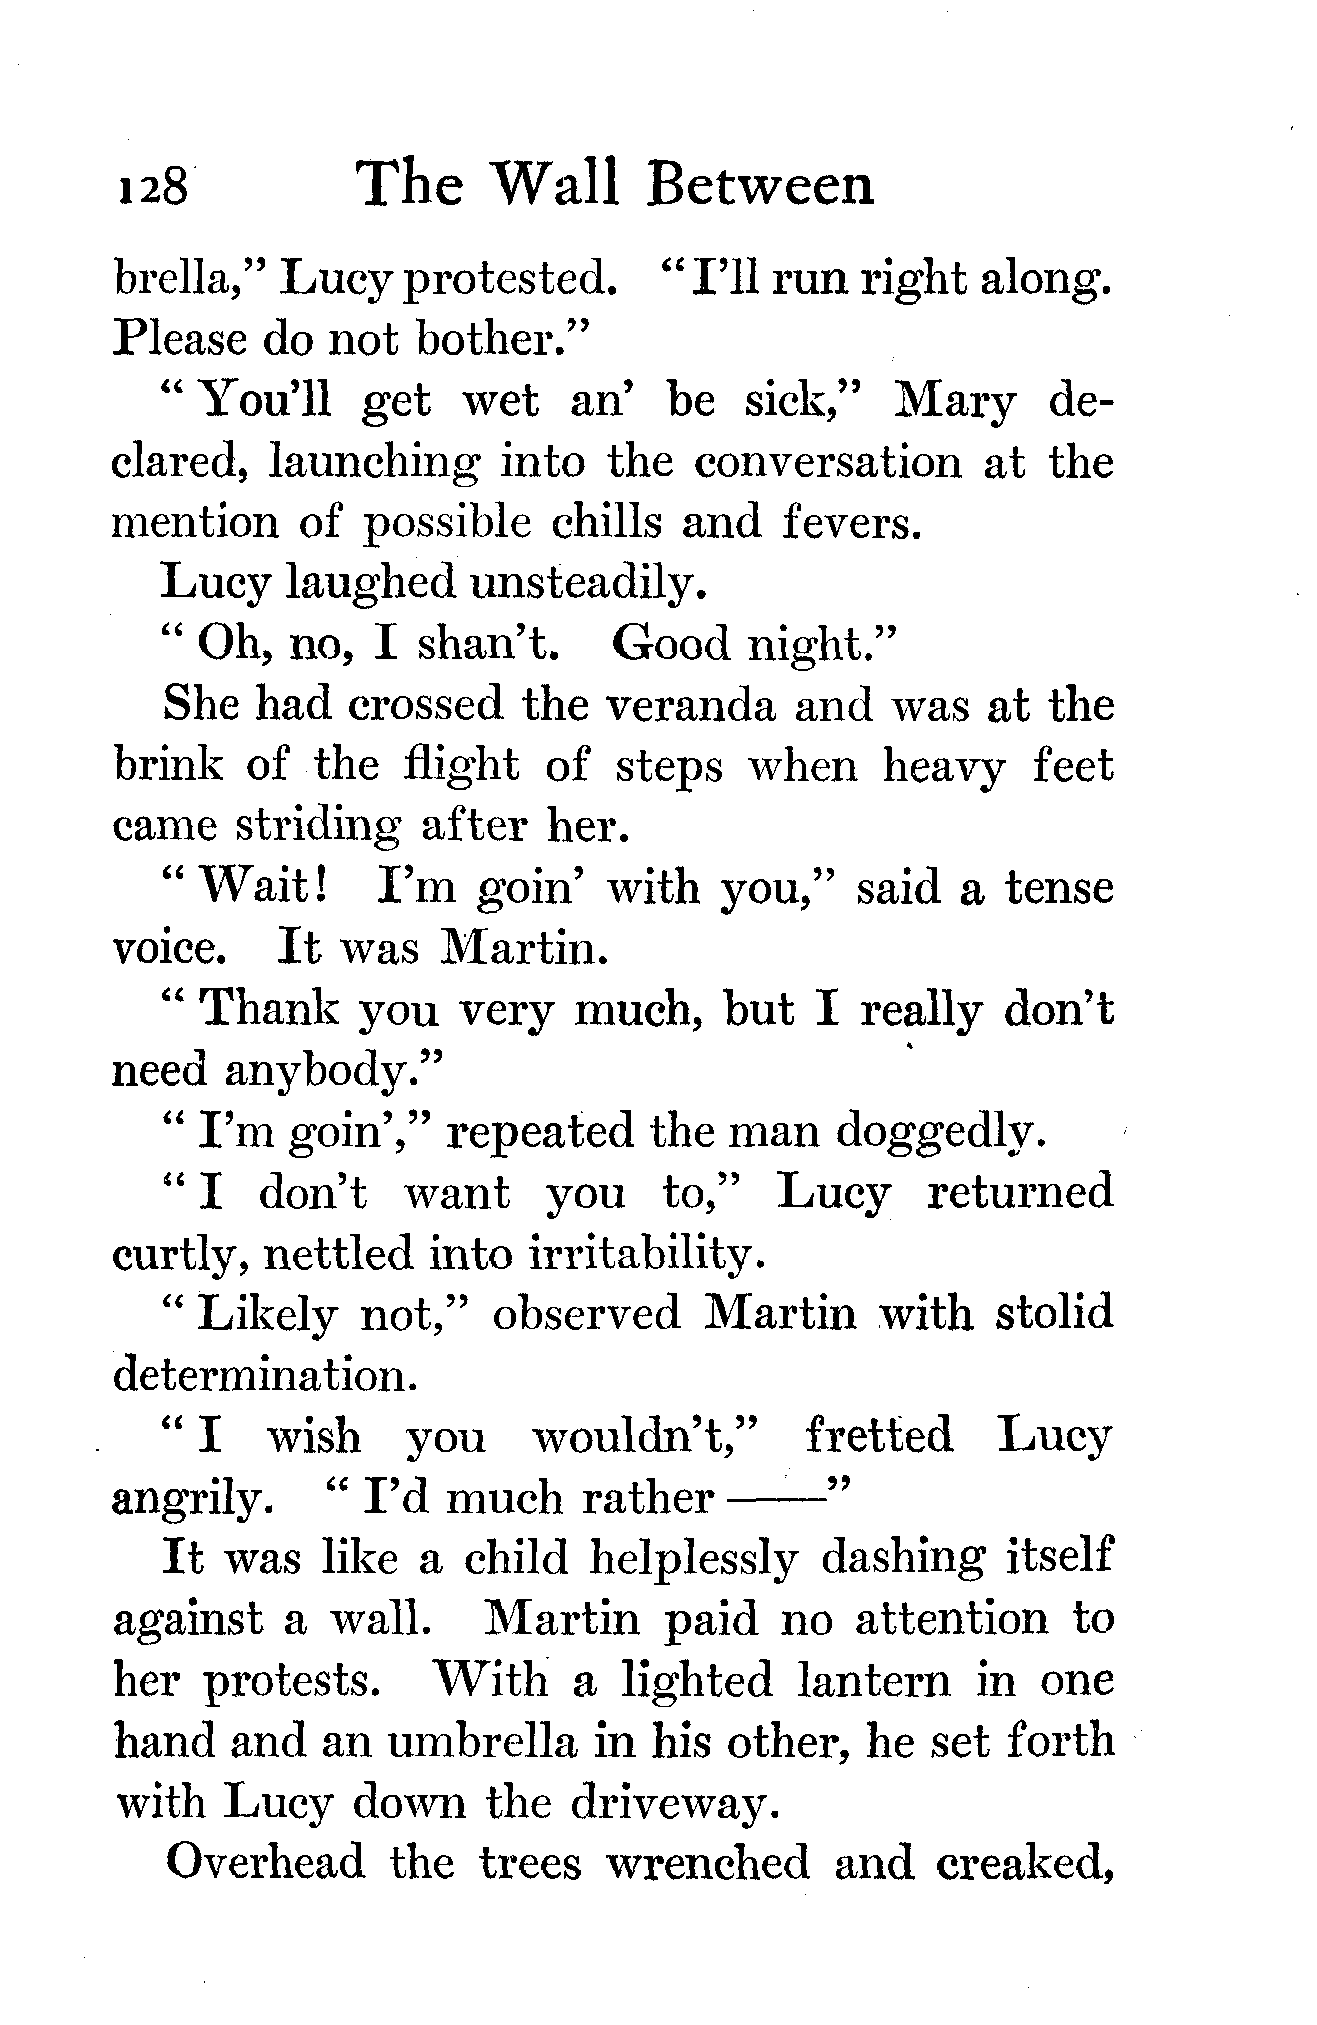 128 The Wall Between
brella," Lucy protested. "I'll run right along.
Please do not bother."
"You'll get wet an' be sick," Mary de-
clared, launching into the conversation at the
mention of possible chills and fevers.
Lucy laughed unsteadily.
"Oh, no, I shan't. Good night."
She had crossed the veranda and was at the
brink of the flight of steps when heavy feet
came striding after her.
"Wait! I'm goin' with you," said a tense
voice. It was Martin.
"Thank you very much, but I really don't
need anybody."
"I'm goin'," repeated the man doggedly.
"I don't want you to," Lucy returned
curtly, nettled into irritability.
"Likely not," observed Martin with stolid
determination.
"I wish you wouldn't," fretted Lucy
angrily. "I'd much rather ——"
It was like a child helplessly dashing itself
against a wall. Martin paid no attention to
her protests. With a lighted lantern in one
hand and an umbrella in his other, he set forth
with Lucy down the driveway.
Overhead the trees wrenched and creaked,